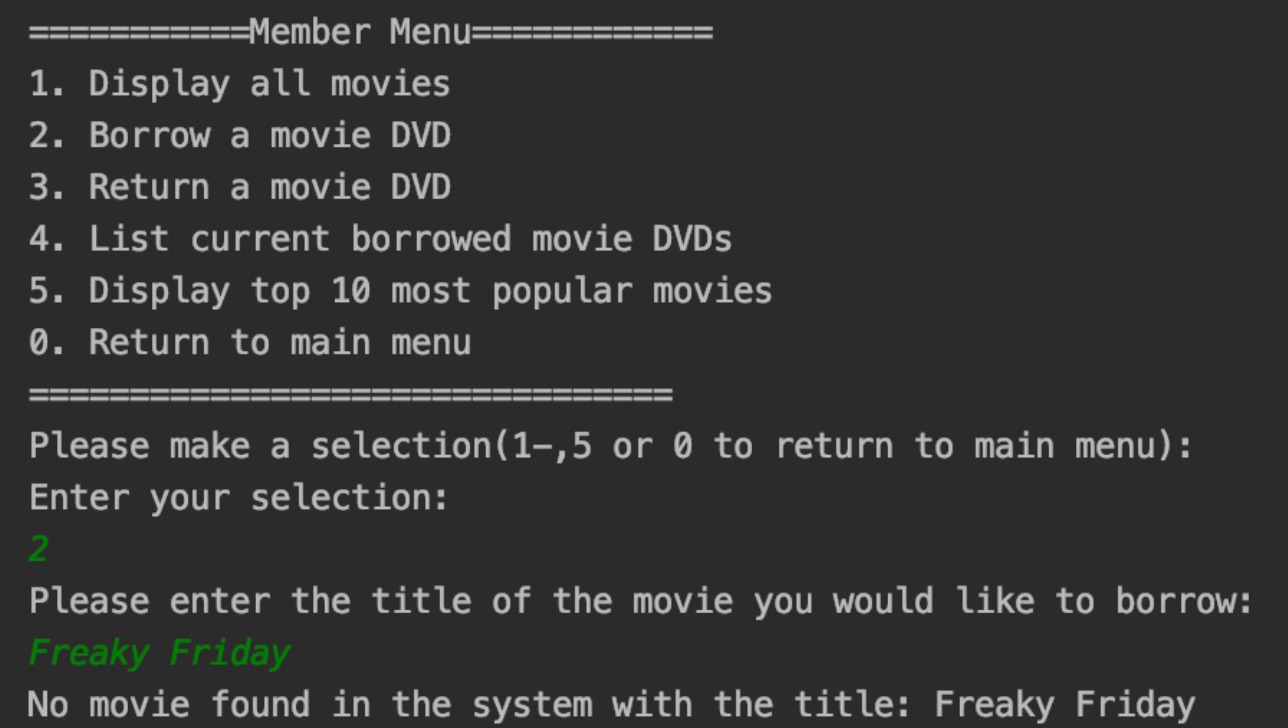 ===========Member Menu============
1. Display all movies
2. Borrow a movie DVD
3. Return a movie DVD
4. List current borrowed movie DVDs
5. Display top 10 most popular movies
0. Return to main menu
================================
Please make a selection(1-,5 or 0 to return to main menu):
Enter your selection:
2
Please enter the title of the movie you would like to borrow:
Freaky Friday
No movie found in the system with the title: Freaky Friday